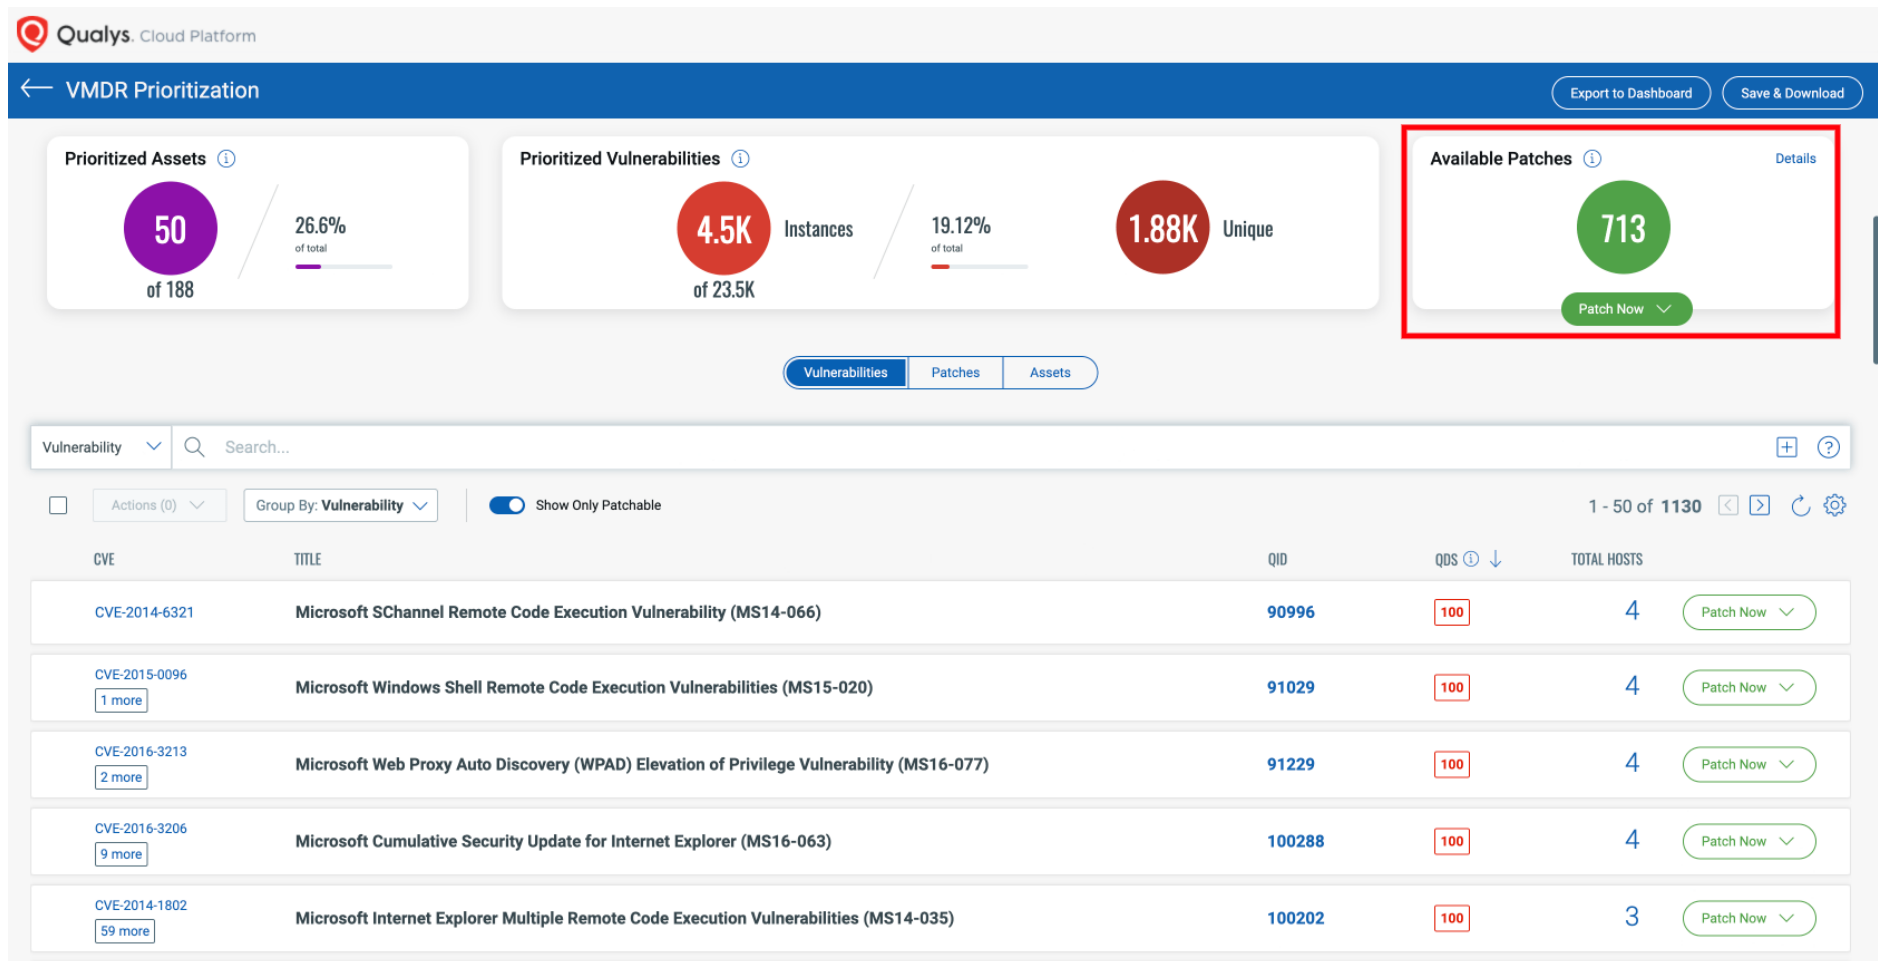 Qualys. Cloud Platform
VMDR Prioritization
Export to Dashboard
Save & Download
Prioritized Assets
50
of 188
26.6%
of total
Prioritized Vulnerabilities
4.5K Instances
of 23.5K
19.12%
of total
1.88K Unique
Available Patches
Details
713
Patch Now
Vulnerabilities Patches Assets
Vulnerability Search...
Actions (0) Group By: Vulnerability Show Only Patchable 1 - 50 of 1130
CVE TITLE QID QDS TOTAL HOSTS
CVE-2014-6321 Microsoft SChannel Remote Code Execution Vulnerability (MS14-066) 90996 100 4 Patch Now
CVE-2015-0096
1 more
Microsoft Windows Shell Remote Code Execution Vulnerabilities (MS15-020) 91029 100 4 Patch Now
CVE-2016-3213
2 more
Microsoft Web Proxy Auto Discovery (WPAD) Elevation of Privilege Vulnerability (MS16-077) 91229 100 4 Patch Now
CVE-2016-3206
9 more
Microsoft Cumulative Security Update for Internet Explorer (MS16-063) 100288 100 4 Patch Now
CVE-2014-1802
59 more
Microsoft Internet Explorer Multiple Remote Code Execution Vulnerabilities (MS14-035) 100202 100 3 Patch Now